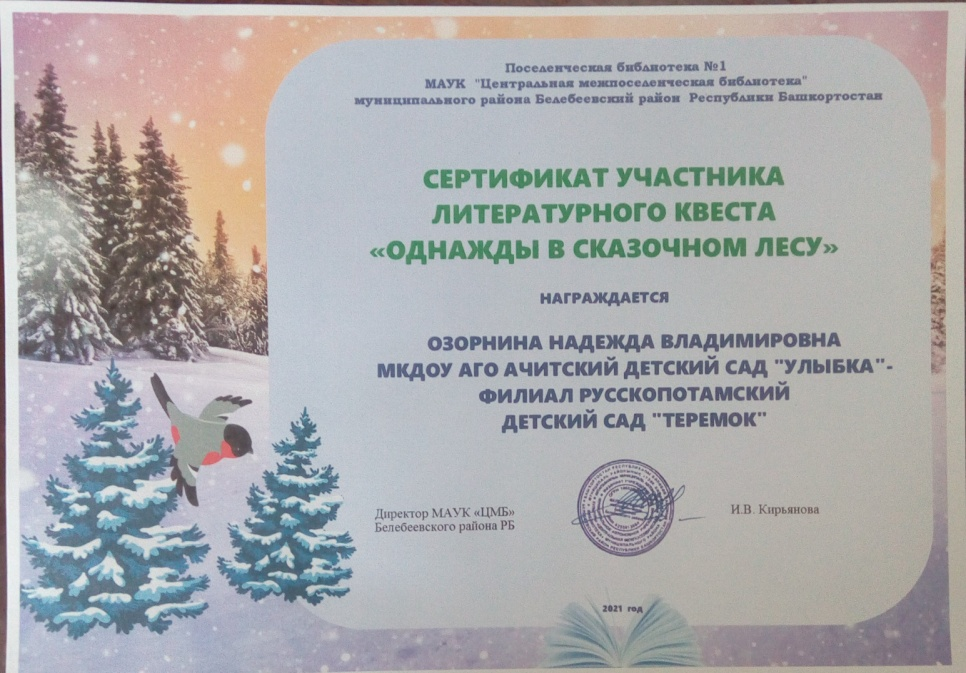 Поселенческая библиотека №1
МАУК "Центральная межпоселенческая библиотека"
муниципального района Белебеевский район Республики Башкортостан
СЕРТИФИКАТ УЧАСТНИКА
ЛИТЕРАТУРНОГО КВЕСТА
«ОДНАЖДЫ В СКАЗОЧНОМ ЛЕСУ»
НАГРАЖДАЕТСЯ
ОЗОРНИНА НАДЕЖДА ВЛАДИМИРОВНА
МКДОУ АГО АЧИТСКИЙ ДЕТСКИЙ САД "УЛЫБКА"-
ФИЛИАЛ РУССКОПОТАМСКИЙ
ДЕТСКИЙ САД "ТЕРЕМОК"
Директор МАУК «ЦМБ»
Белебеевского района РБ
И.В. Кирьянова
2021 год